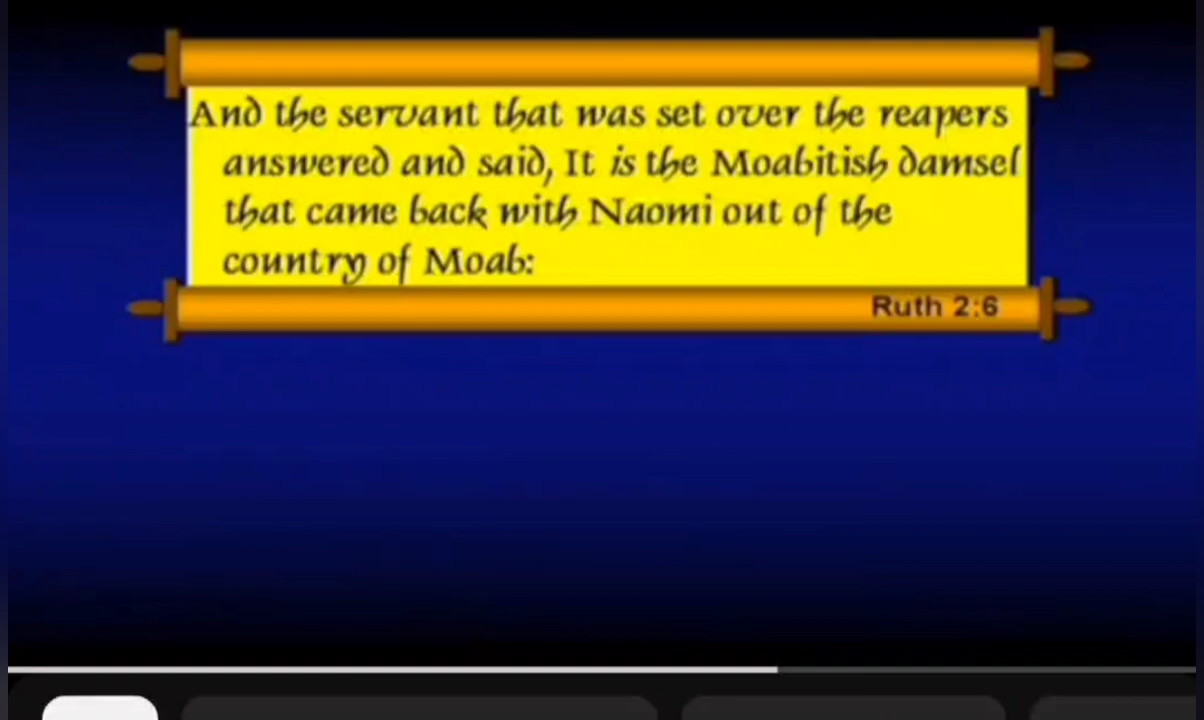 And the servant that was set over the reapers
answered and said, It is the Moabitish damsel
that came back with Naomi out of the
country of Moab:
Ruth 2:6